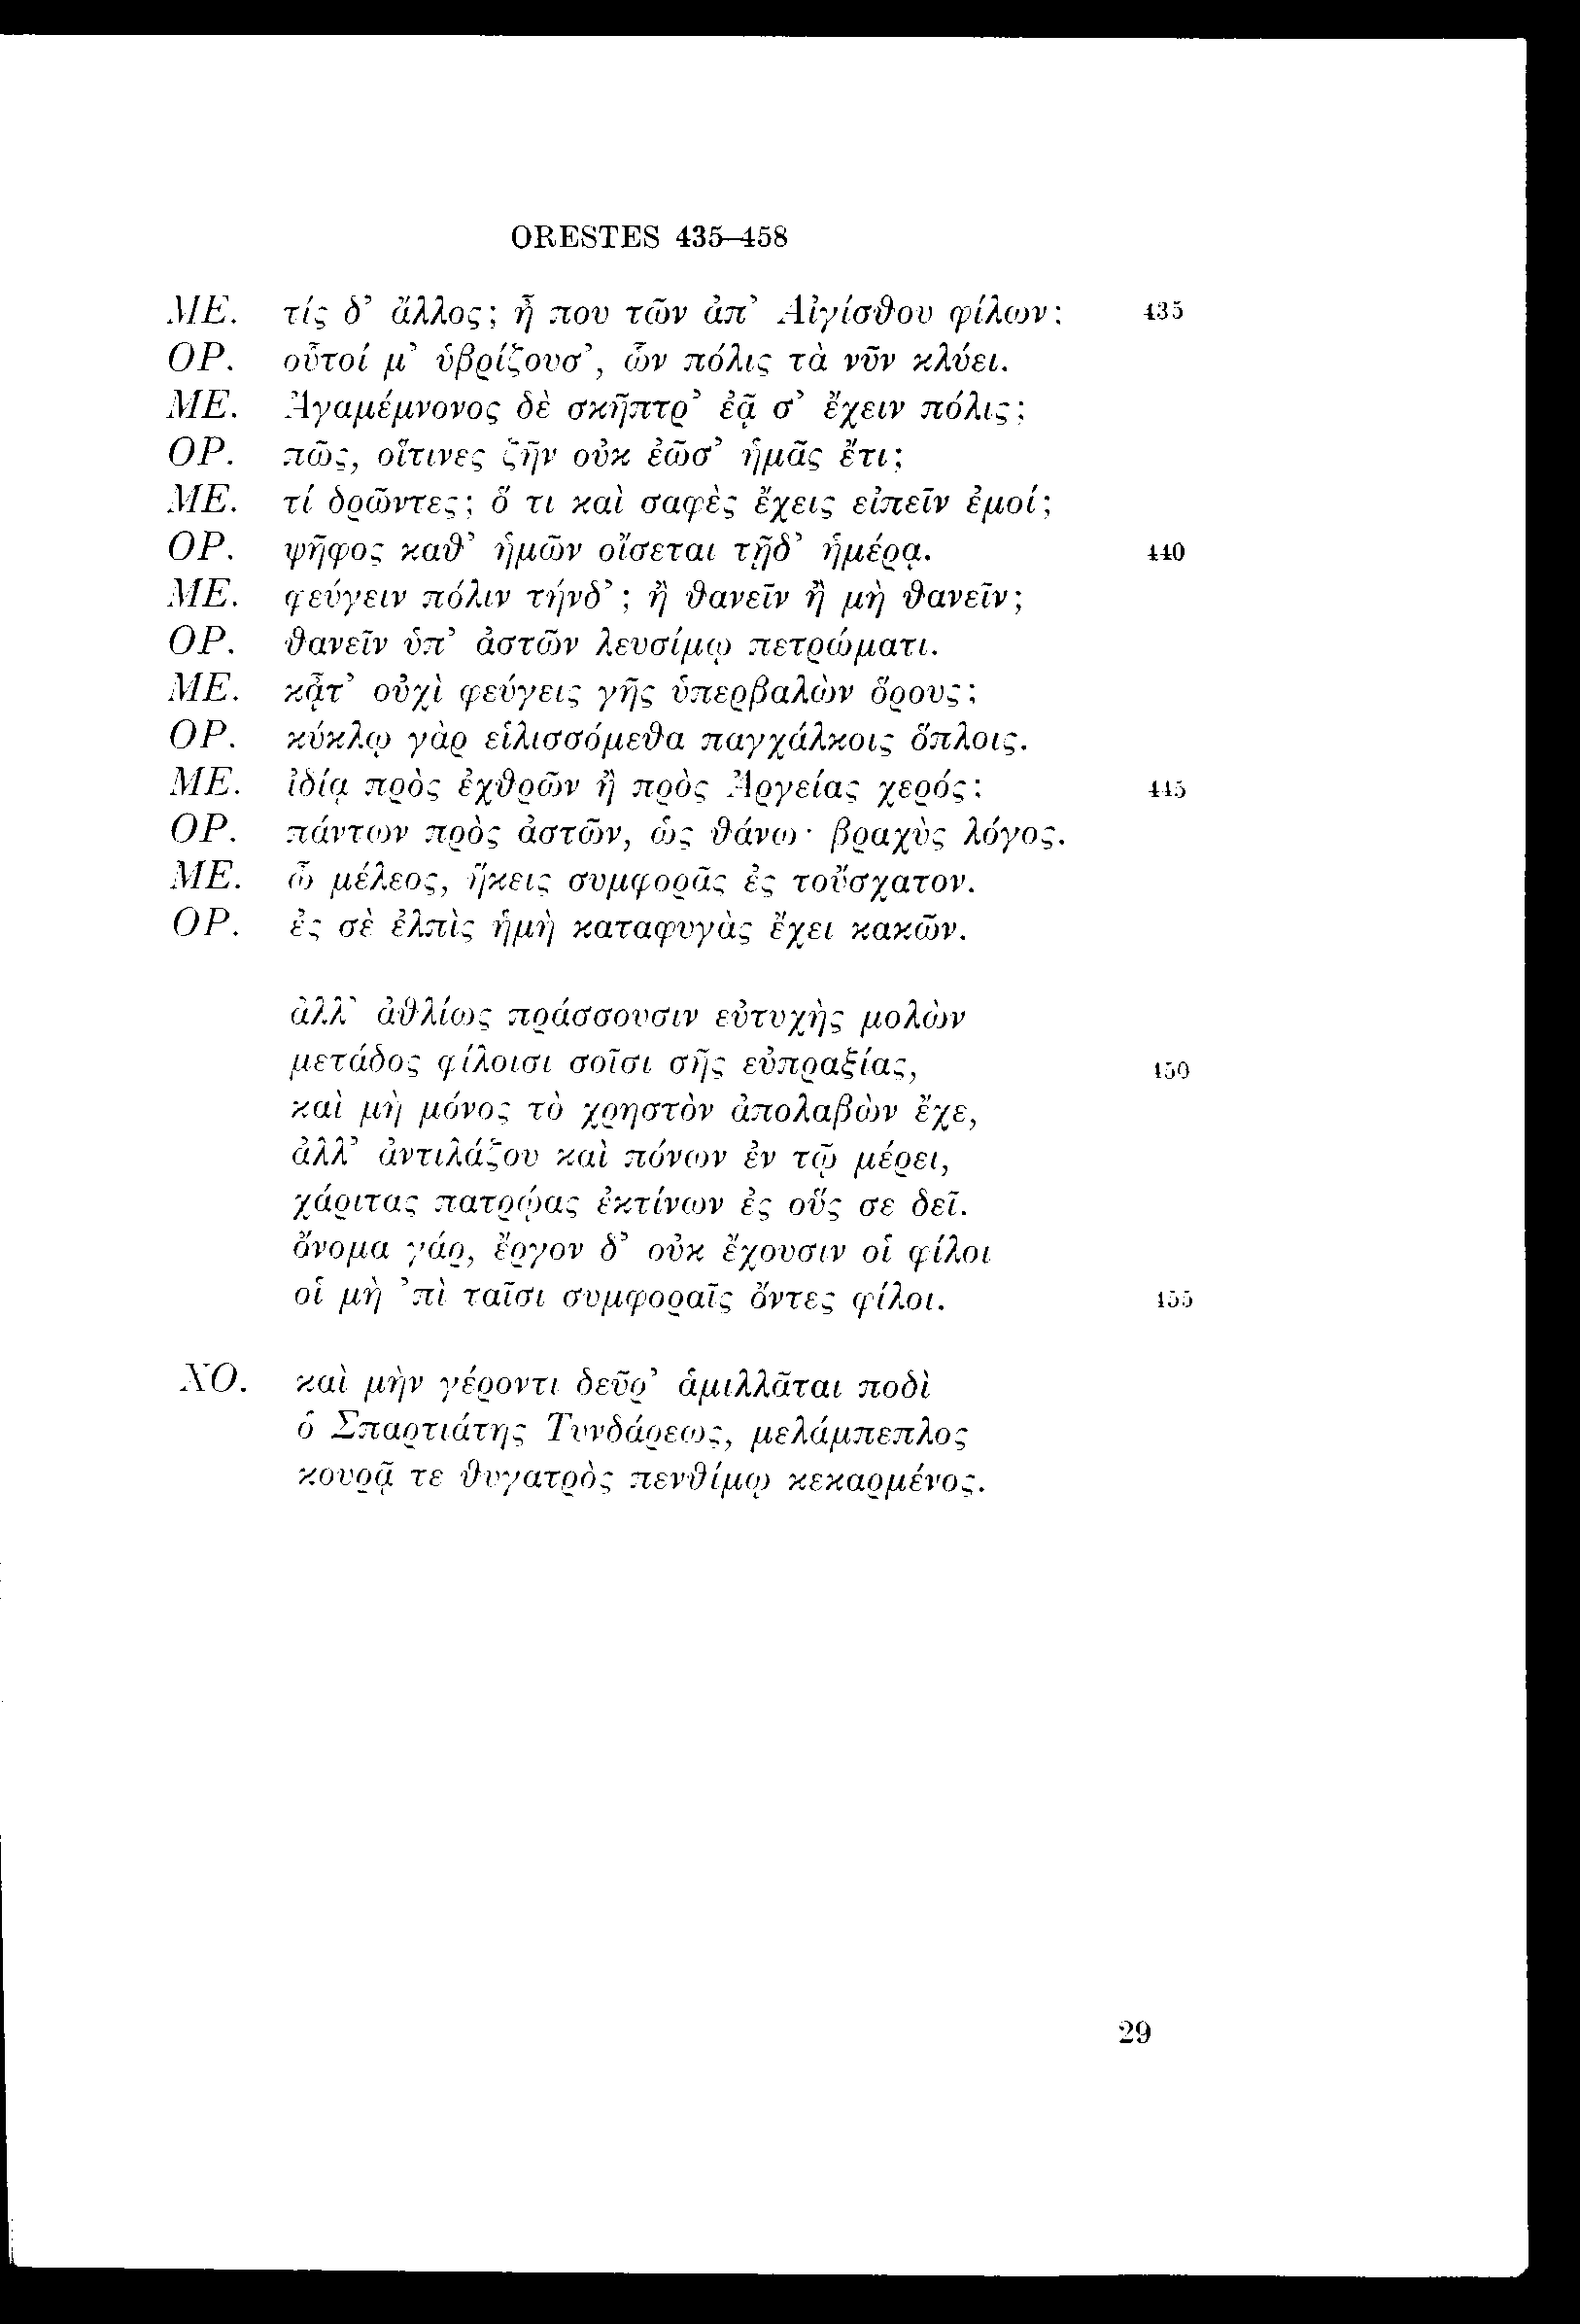 ORESTES 435–458
ΜΕ. τίς δ’ ἄλλος; ἦ που τῶν ἀπ’ Αἰγίσθου φίλων; 435
ΟΡ. οὗτοί μ’ ὑβρίζουσ’, ὧν πόλις τὰ νῦν κλύει.
ΜΕ. Ἀγαμέμνονος δὲ σκῆπτρ’ ἐᾷ σ’ ἔχειν πόλις;
ΟΡ. πῶς, οἵτινες ζῆν οὐκ ἐῶσ’ ἡμᾶς ἔτι;
ΜΕ. τί δρῶντες; ὅ τι καὶ σαφὲς ἔχεις εἰπεῖν ἐμοί;
ΟΡ. ψῆφος καθ’ ἡμῶν οἴσεται τῇδ’ ἡμέρᾳ. 440
ΜΕ. φεύγειν πόλιν τήνδ’; ἢ θανεῖν ἢ μὴ θανεῖν;
ΟΡ. θανεῖν ὑπ’ ἀστῶν λευσίμῳ πετρώματι.
ΜΕ. κᾆτ’ οὐχὶ φεύγεις γῆς ὑπερβαλὼν ὅρους;
ΟΡ. κύκλῳ γὰρ εἱλισσόμεθα παγχάλκοις ὅπλοις.
ΜΕ. ἰδίᾳ πρὸς ἐχθρῶν ἢ πρὸς Ἀργείας χερός; 445
ΟΡ. πάντων πρὸς ἀστῶν, ὡς θάνω· βραχὺς λόγος.
ΜΕ. ὦ μέλεος, ἥκεις συμφορᾶς ἐς τοὔσχατον.
ΟΡ. ἐς σὲ ἐλπὶς ἡμὴ καταφυγὰς ἔχει κακῶν.
ἀλλ’ ἀθλίως πράσσουσιν εὐτυχὴς μολὼν
μετάδος φίλοισι σοῖσι σῆς εὐπραξίας, 450
καὶ μὴ μόνος τὸ χρηστὸν ἀπολαβὼν ἔχε,
ἀλλ’ ἀντιλάζου καὶ πόνων ἐν τῷ μέρει,
χάριτας πατρῴας ἐκτίνων ἐς οὕς σε δεῖ.
ὄνομα γάρ, ἔργον δ’ οὐκ ἔχουσιν οἱ φίλοι
οἱ μὴ ’πὶ ταῖσι συμφοραῖς ὄντες φίλοι. 455
ΧΟ. καὶ μὴν γέροντι δεῦρ’ ἁμιλλᾶται ποδὶ
ὁ Σπαρτιάτης Τυνδάρεως, μελάμπεπλος
κουρᾷ τε θυγατρὸς πενθίμῳ κεκαρμένος.
29